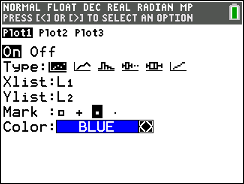 NORMAL FLOAT DEC REAL RADIAN MP
PRESS [<] OR [>] TO SELECT AN OPTION
Plot1 Plot2 Plot3
On Off
Type:
Xlist:L1
Ylist:L2
Mark :
Color: BLUE